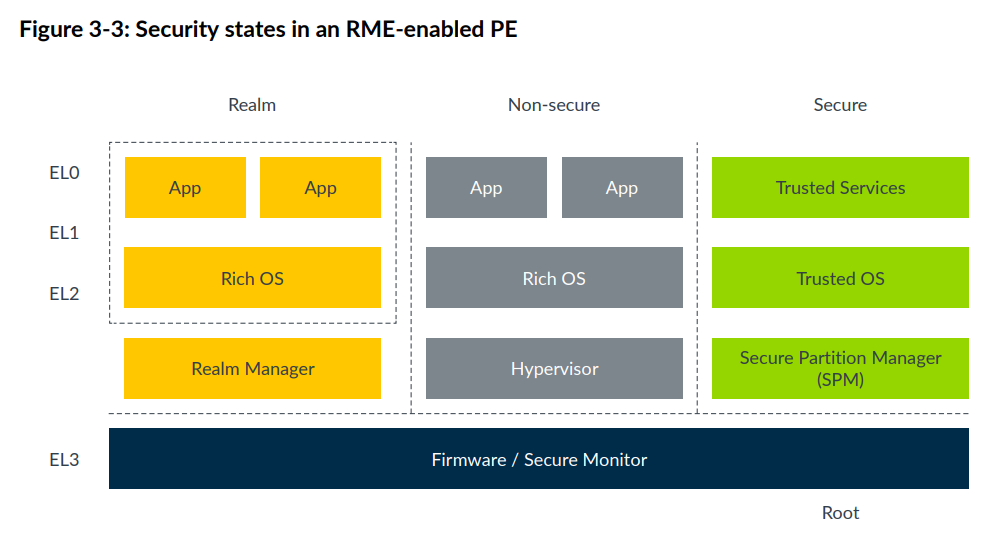 Figure 3-3: Security states in an RME-enabled PE
Realm
Non-secure
Secure
EL0
App
App
App
App
Trusted Services
EL1
Rich OS
Rich OS
Trusted OS
EL2
Realm Manager
Hypervisor
Secure Partition Manager
(SPM)
EL3
Firmware / Secure Monitor
Root